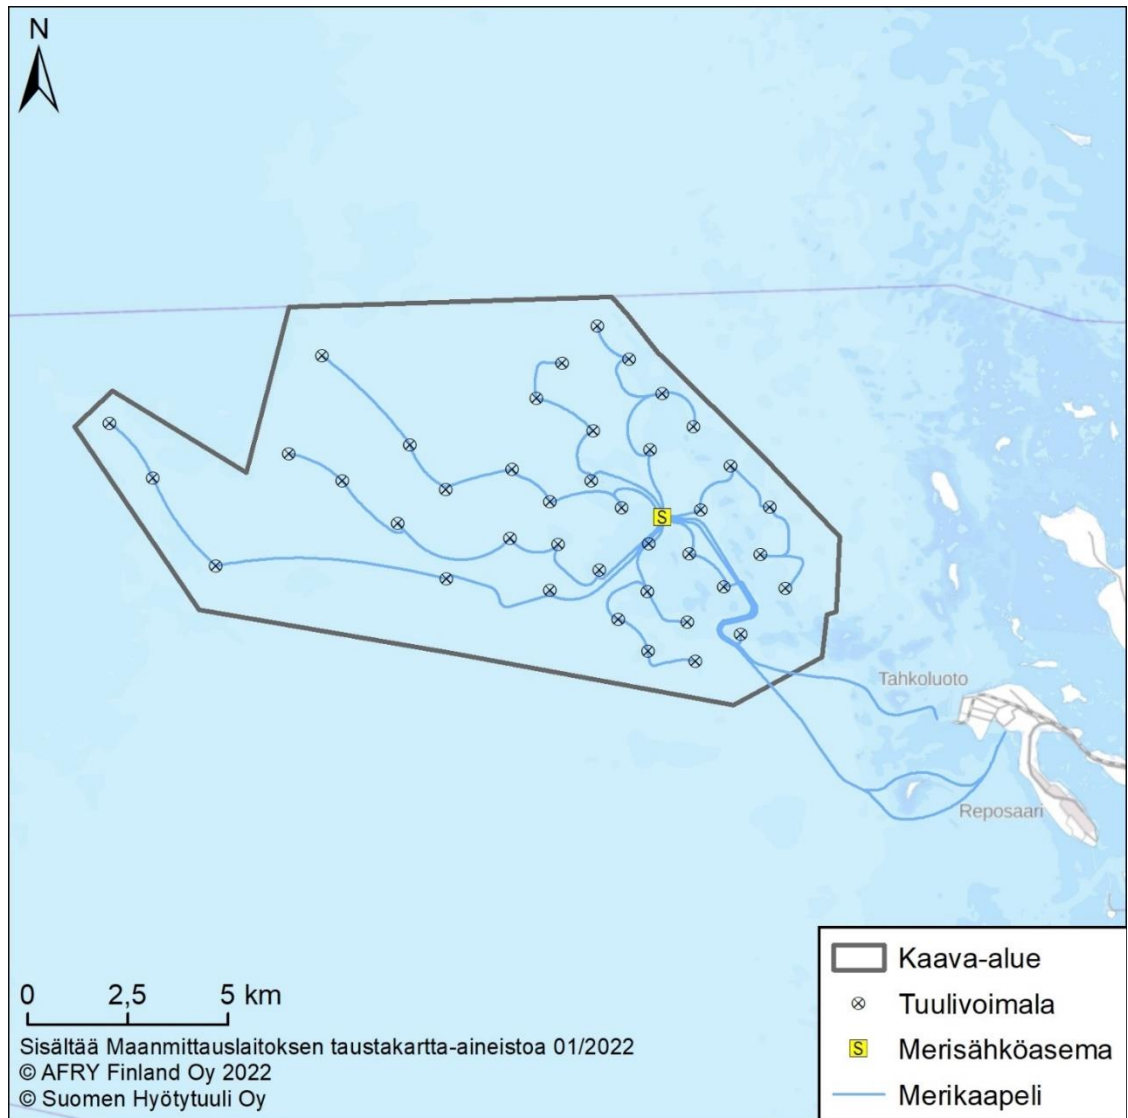 N
S
Tahkoluoto
Reposaari
0 2,5 5 km
Sisältää Maanmittauslaitoksen taustakartta-aineistoa 01/2022
© AFRY Finland Oy 2022
© Suomen Hyötytuuli Oy
Kaava-alue
Tuulivoimala
S Merisähköasema
Merikaapeli